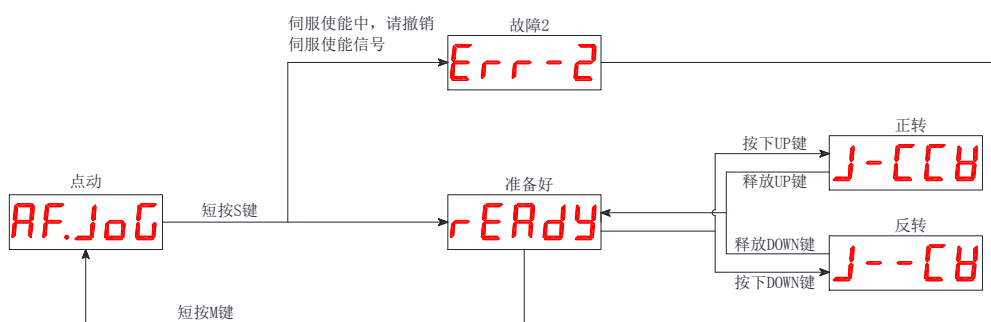 伺服使能中，请撤销
伺服使能信号
故障2
Err-2
正转
按下UP键
J-CCW
释放UP键
点动
准备好
AF.JoG
短按S键
rEAdy
反转
释放DOWN键
J--CW
按下DOWN键
短按M键